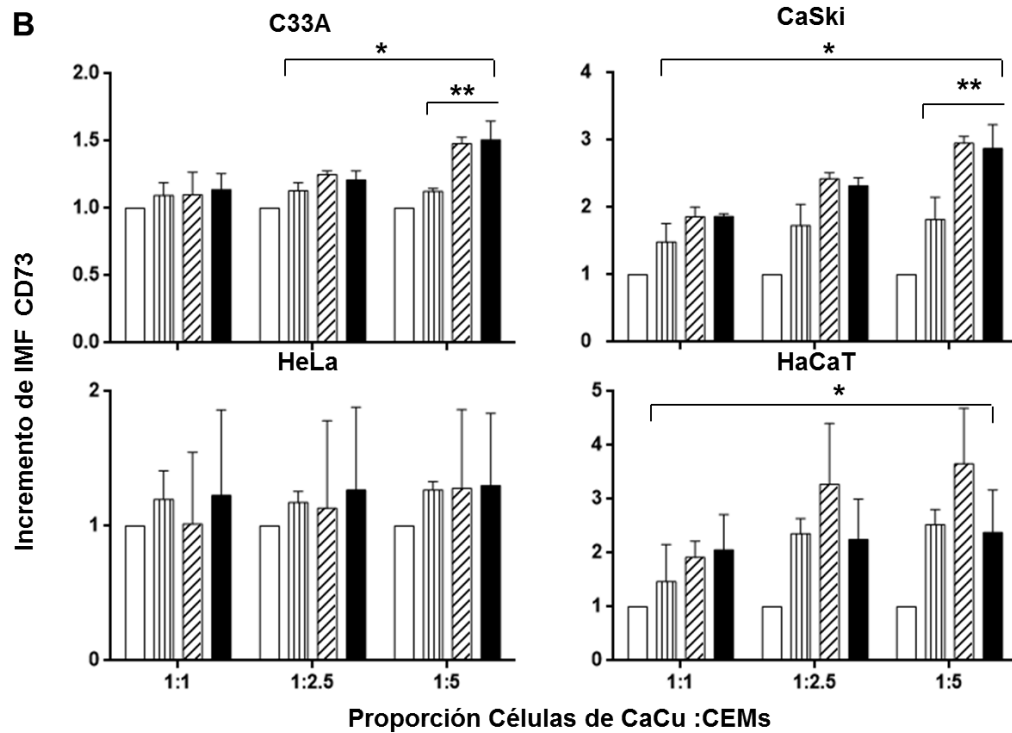 B
C33A
CaSki
*
*
**
**
2.0
1.5
1.0
0.5
0.0
4
3
2
1
0
Incremento de IMF CD73
HeLa
HaCaT
*
2
1
0
5
4
3
2
1
0
1:1 1:2.5 1:5
1:1 1:2.5 1:5
Proporción Células de CaCu :CEMs